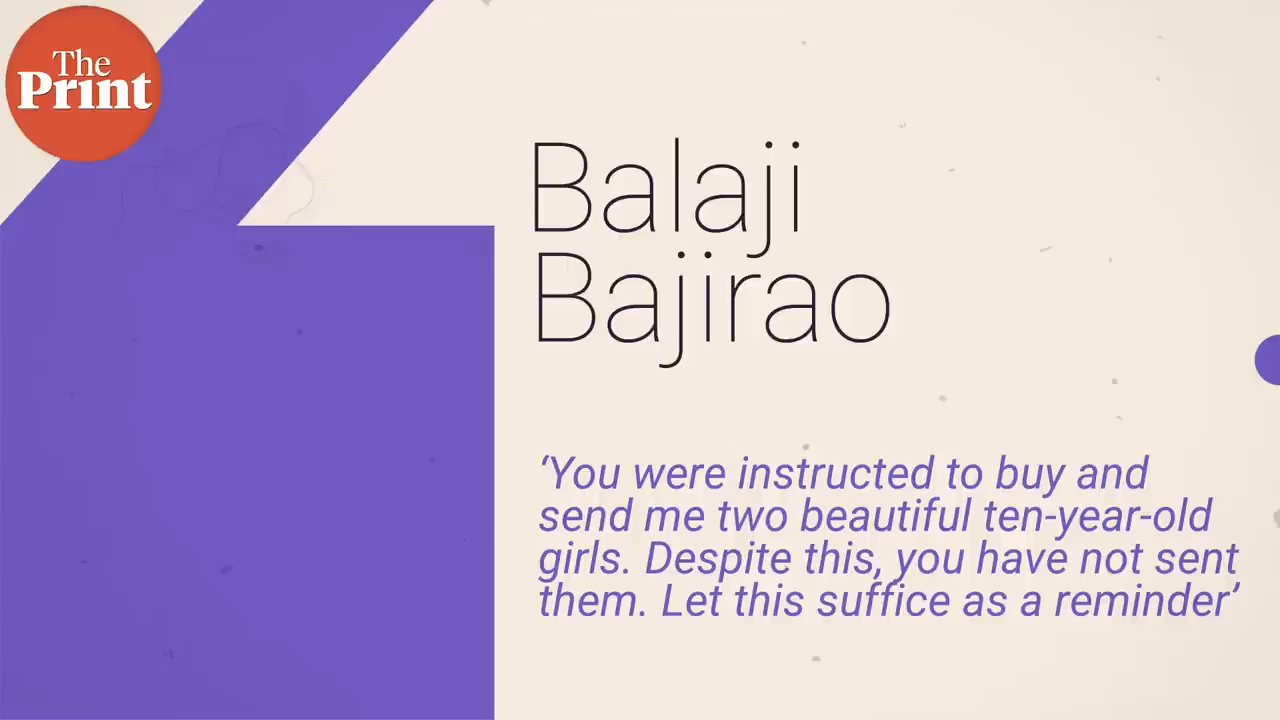 The
Print
Balaji
Bajirao
‘You were instructed to buy and
send me two beautiful ten-year-old
girls. Despite this, you have not sent
them. Let this suffice as a reminder’